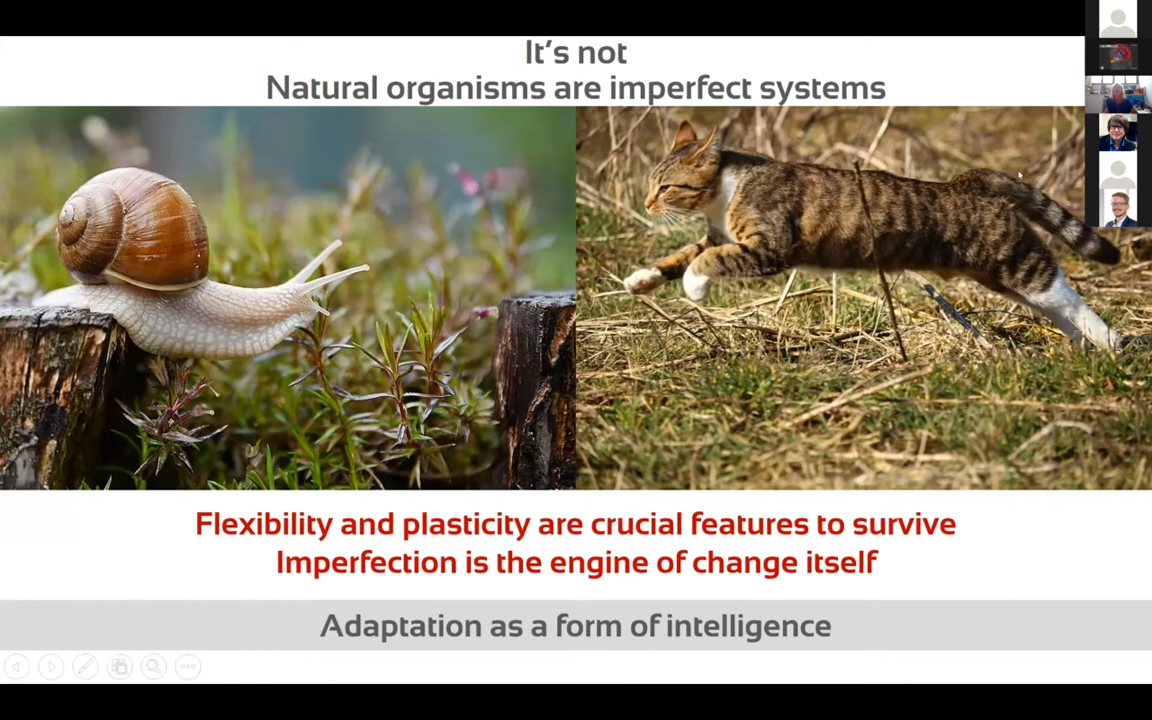 It's not
Natural organisms are imperfect systems
Flexibility and plasticity are crucial features to survive
Imperfection is the engine of change itself
Adaptation as a form of intelligence